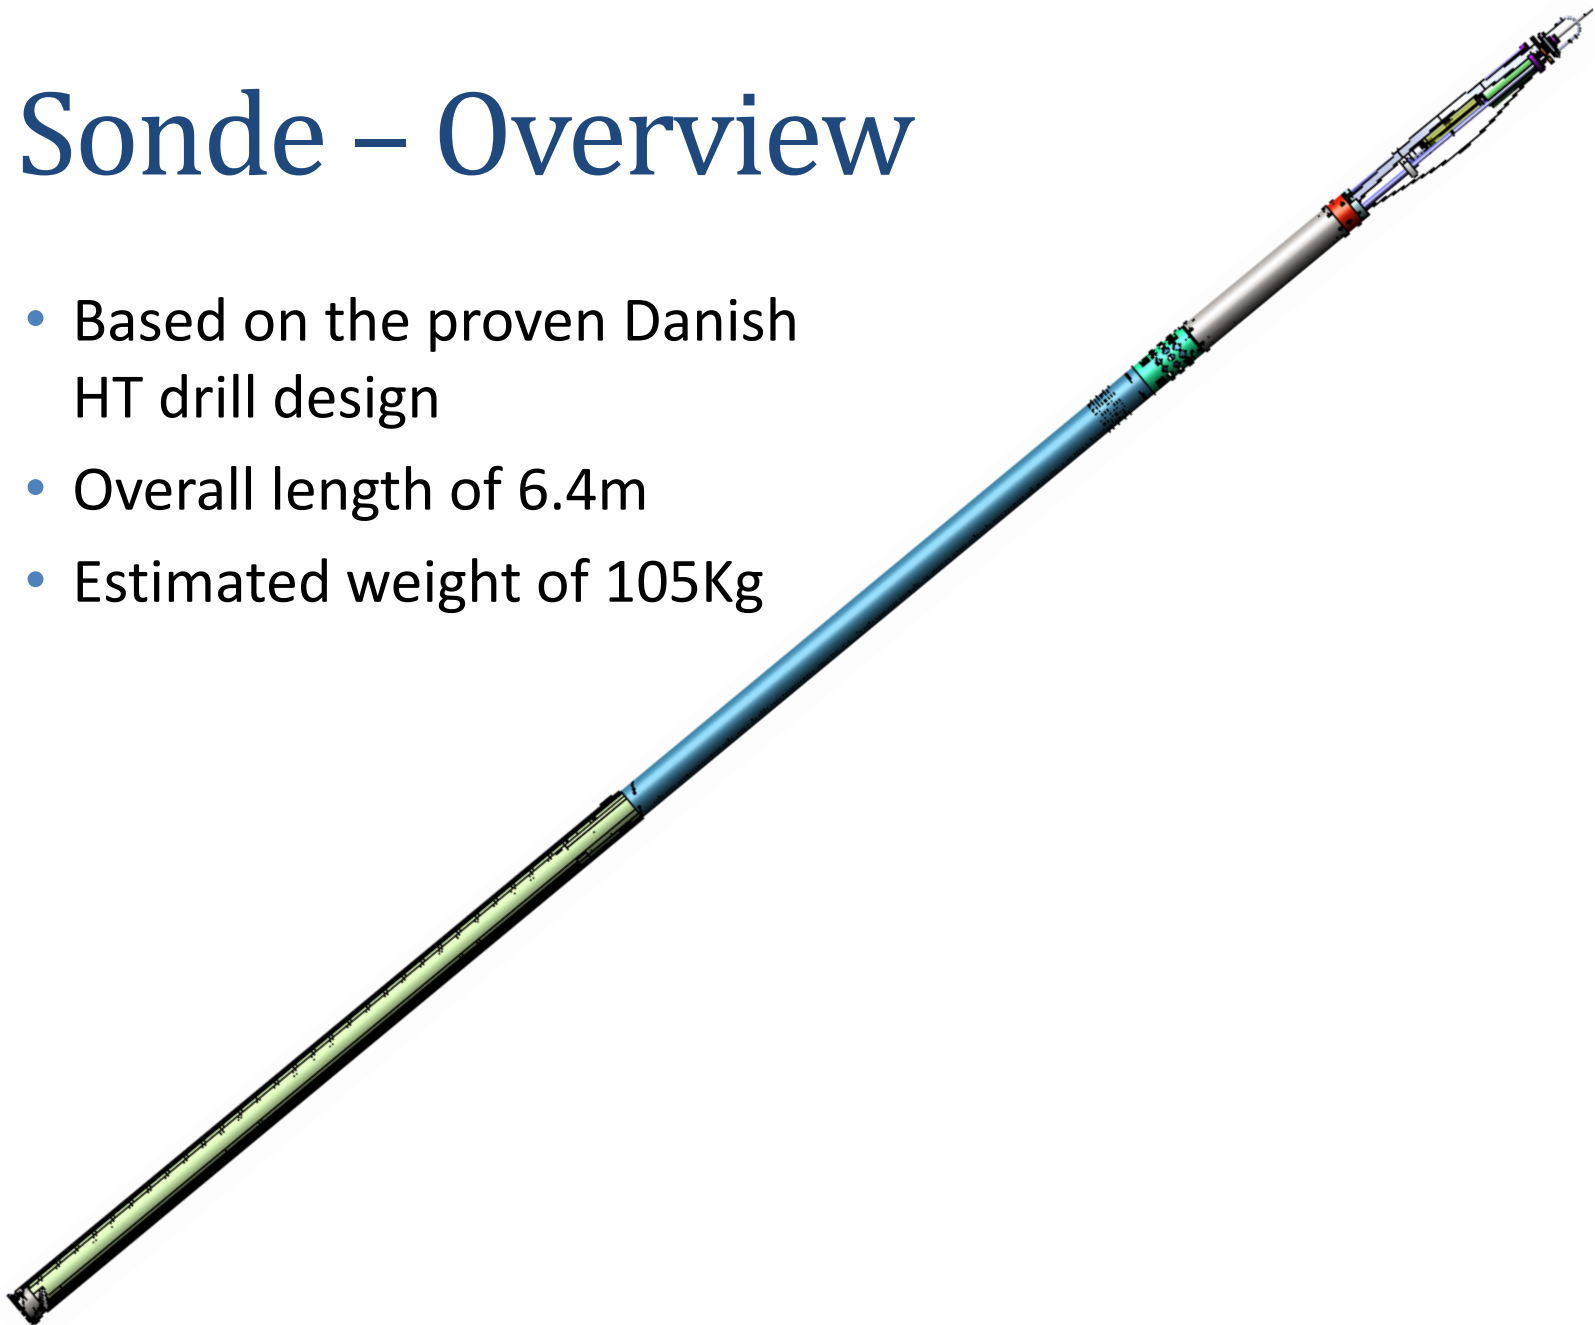 Sonde – Overview
• Based on the proven Danish
HT drill design
• Overall length of 6.4m
• Estimated weight of 105Kg